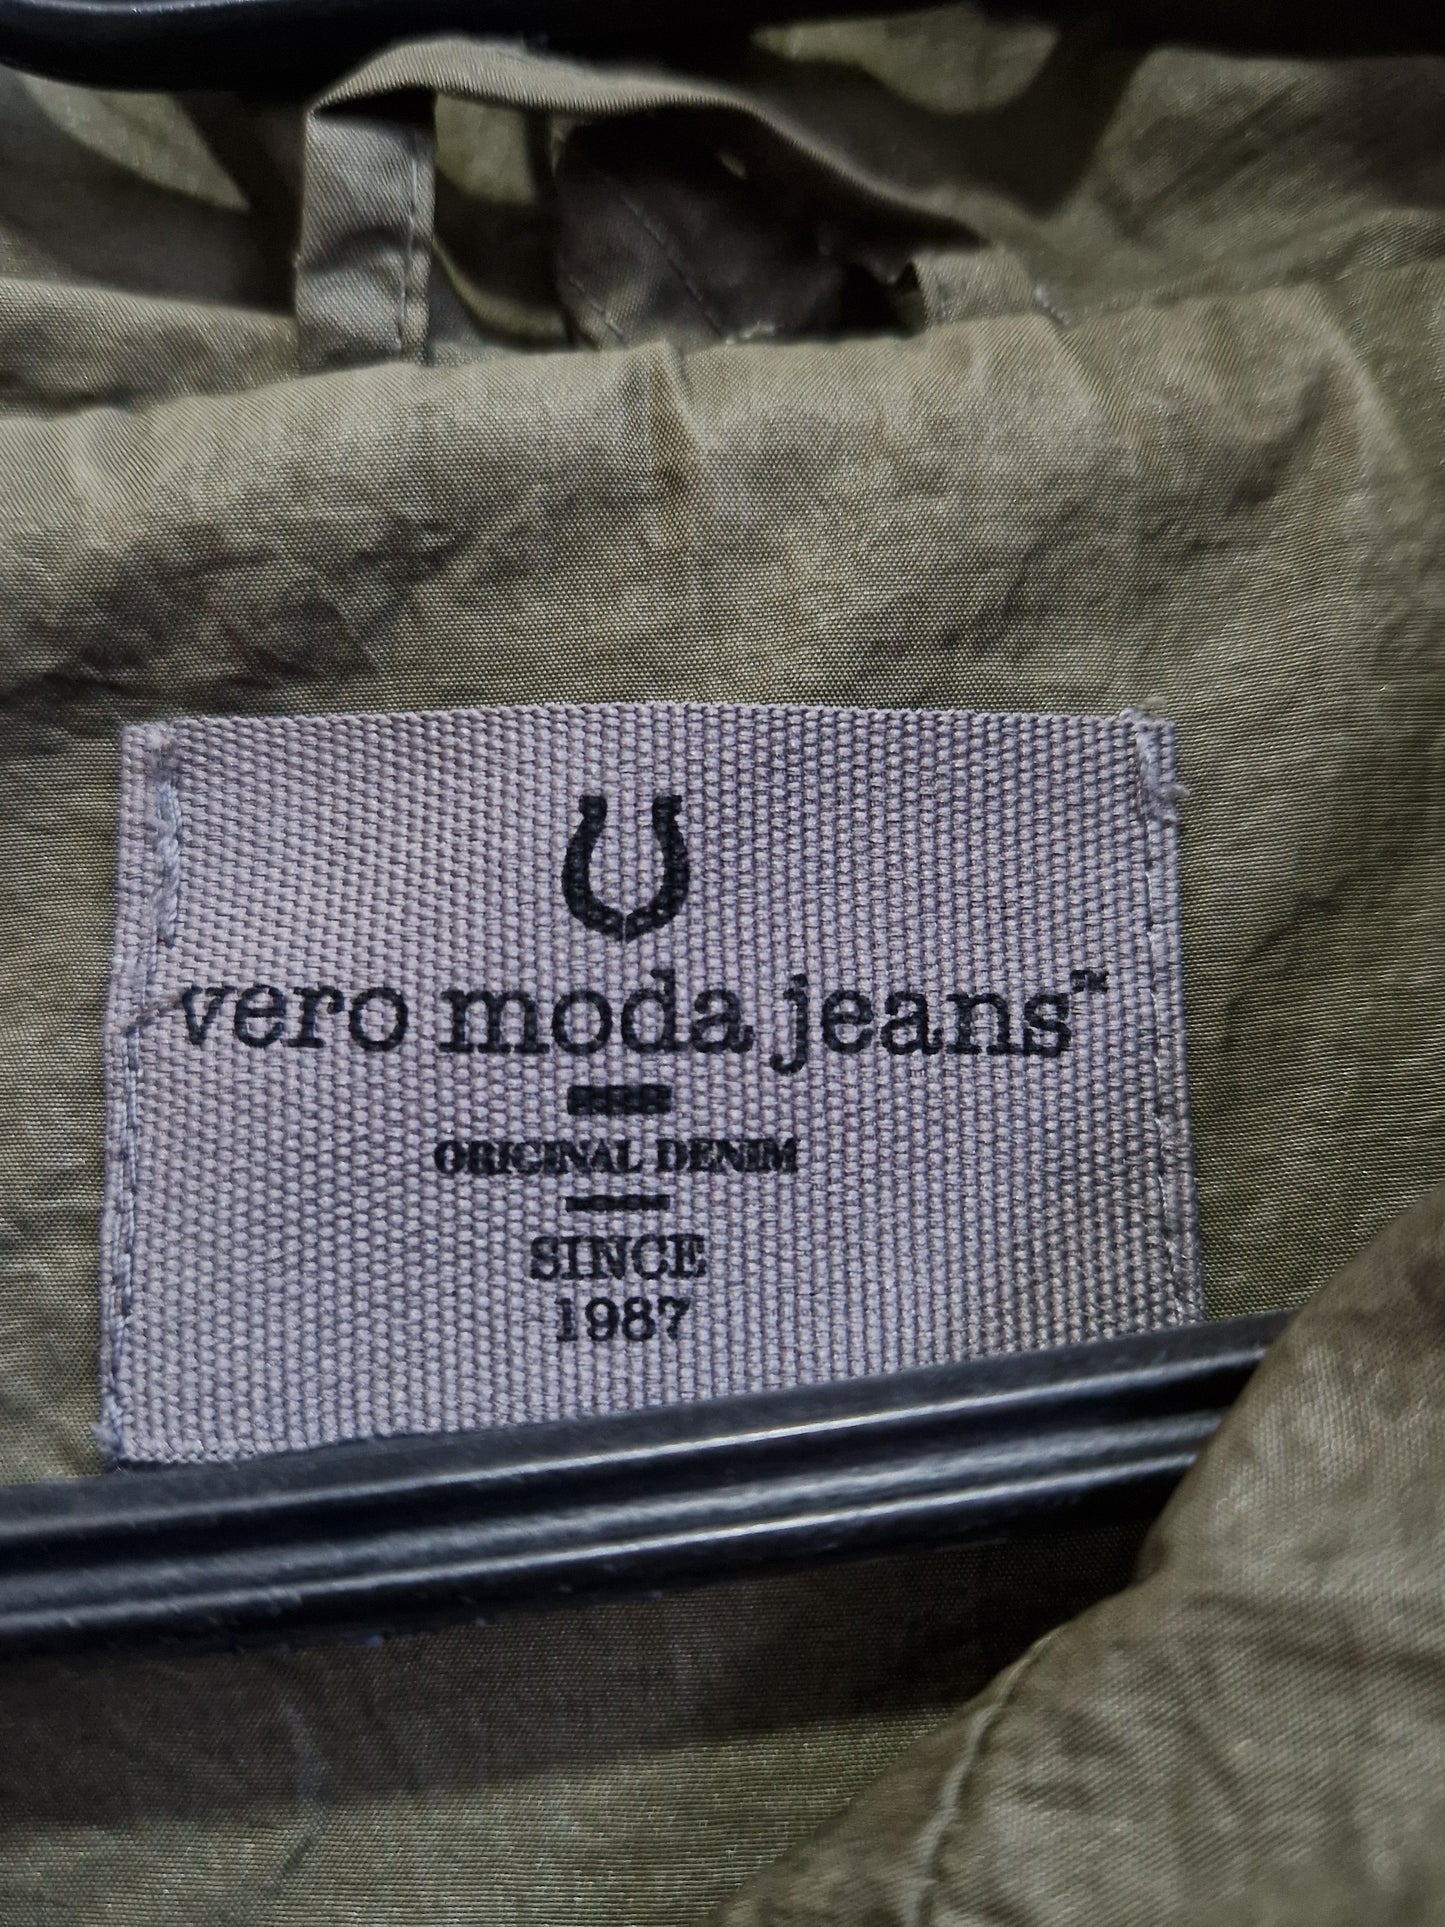 vero moda jeans™
ORIGINAL DENIM
SINCE
1987